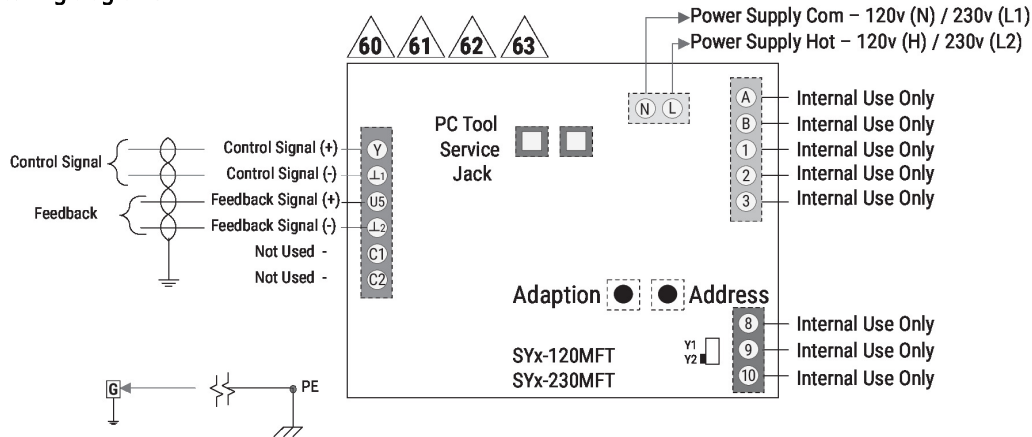 Power Supply Com – 120v (N) / 230v (L1)
Power Supply Hot – 120v (H) / 230v (L2)
60 61 62 63
N L
PC Tool
Service
Jack
A Internal Use Only
B Internal Use Only
1 Internal Use Only
2 Internal Use Only
3 Internal Use Only
Control Signal
Feedback
Control Signal (+) Y
Control Signal (-) ⊥1
Feedback Signal (+) U5
Feedback Signal (-) ⊥2
Not Used - C1
Not Used - C2
Adaption Address
8 Internal Use Only
9 Internal Use Only
10 Internal Use Only
Y1
Y2
SYx-120MFT
SYx-230MFT
G PE